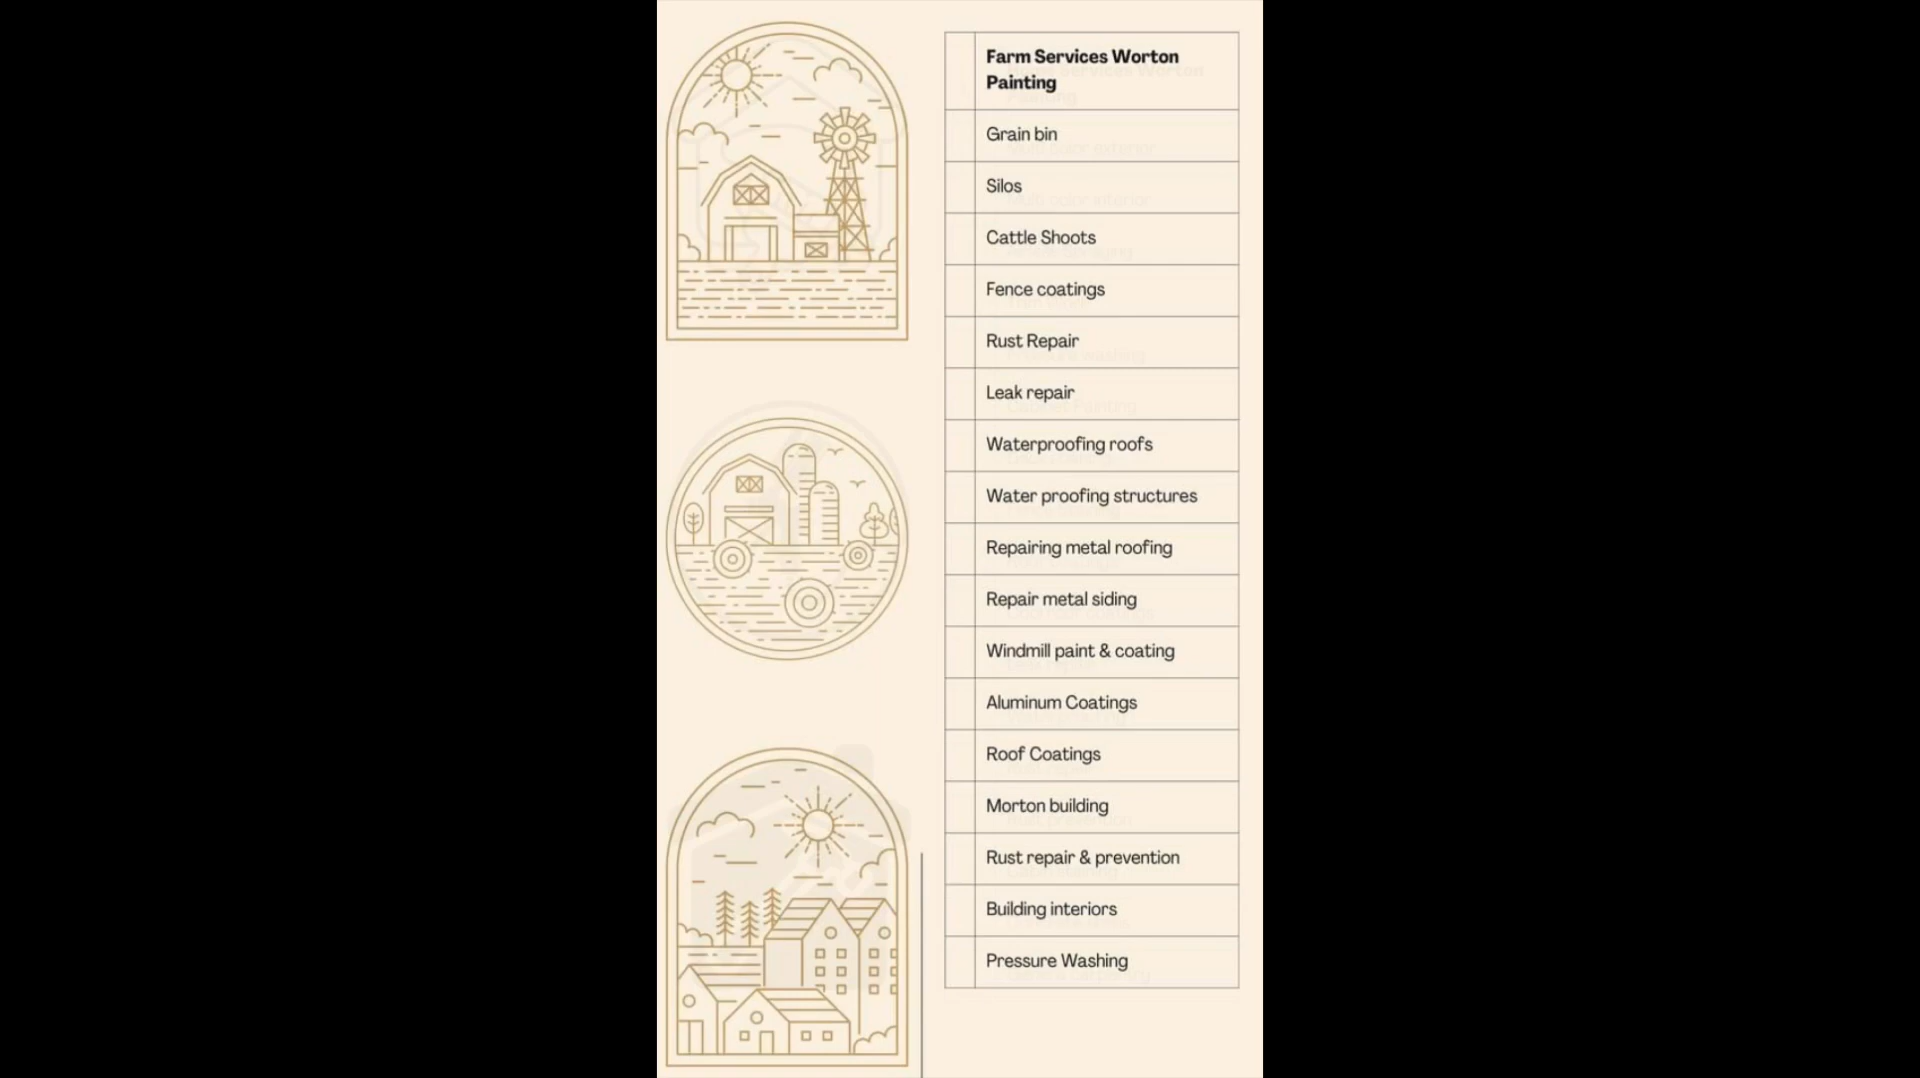 Farm Services Worton
Painting
Grain bin
Silos
Cattle Shoots
Fence coatings
Rust Repair
Leak repair
Waterproofing roofs
Water proofing structures
Repairing metal roofing
Repair metal siding
Windmill paint & coating
Aluminum Coatings
Roof Coatings
Morton building
Rust repair & prevention
Building interiors
Pressure Washing